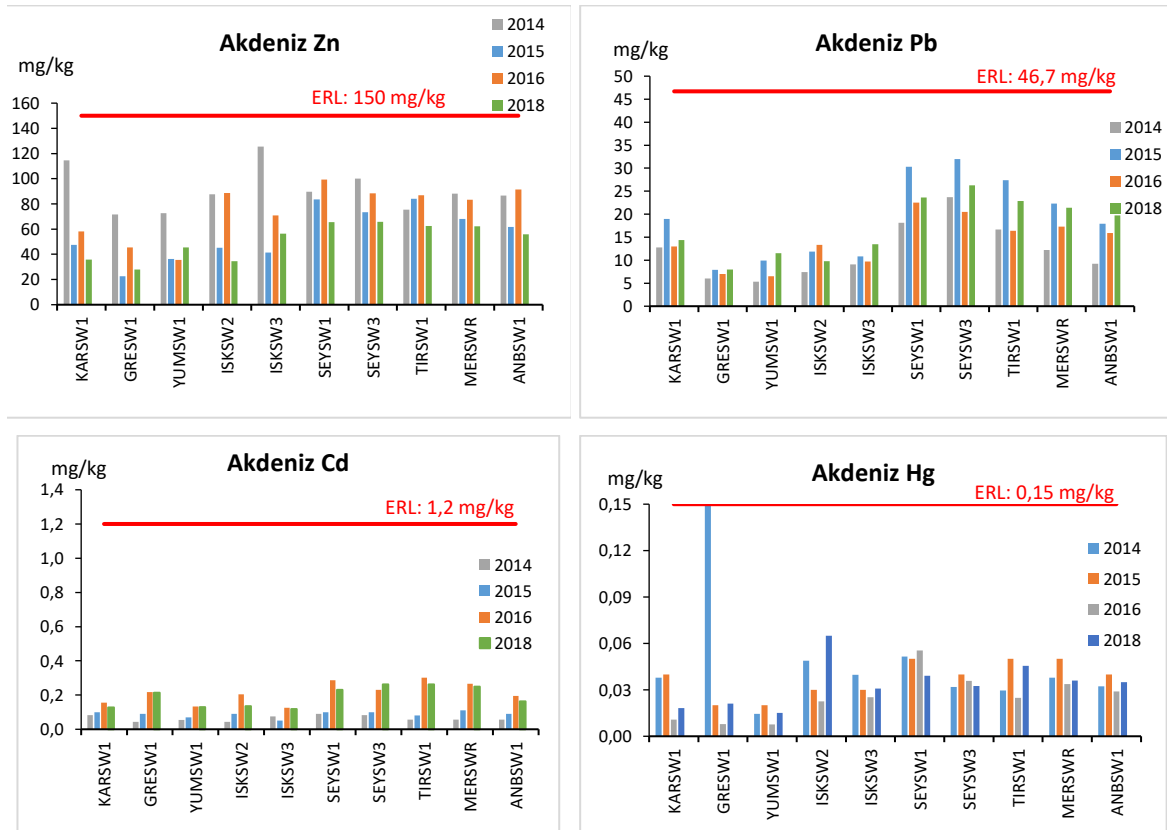 Akdeniz Zn
mg/kg
2014
2015
2016
2018
ERL: 150 mg/kg
160
140
120
100
80
60
40
20
0
KARSW1
GRESW1
YUMSW1
ISKSW2
ISKSW3
SEYSW1
SEYSW3
TIRSW1
MERSWR
ANBSW1
Akdeniz Pb
mg/kg
ERL: 46,7 mg/kg
50
45
40
35
30
25
20
15
10
5
0
2014
2015
2016
2018
KARSW1
GRESW1
YUMSW1
ISKSW2
ISKSW3
SEYSW1
SEYSW3
TIRSW1
MERSWR
ANBSW1
Akdeniz Cd
mg/kg
ERL: 1,2 mg/kg
1,4
1,2
1,0
0,8
0,6
0,4
0,2
0,0
2014
2015
2016
2018
KARSW1
GRESW1
YUMSW1
ISKSW2
ISKSW3
SEYSW1
SEYSW3
TIRSW1
MERSWR
ANBSW1
Akdeniz Hg
mg/kg
ERL: 0,15 mg/kg
0,15
0,12
0,09
0,06
0,03
0,00
2014
2015
2016
2018
KARSW1
GRESW1
YUMSW1
ISKSW2
ISKSW3
SEYSW1
SEYSW3
TIRSW1
MERSWR
ANBSW1